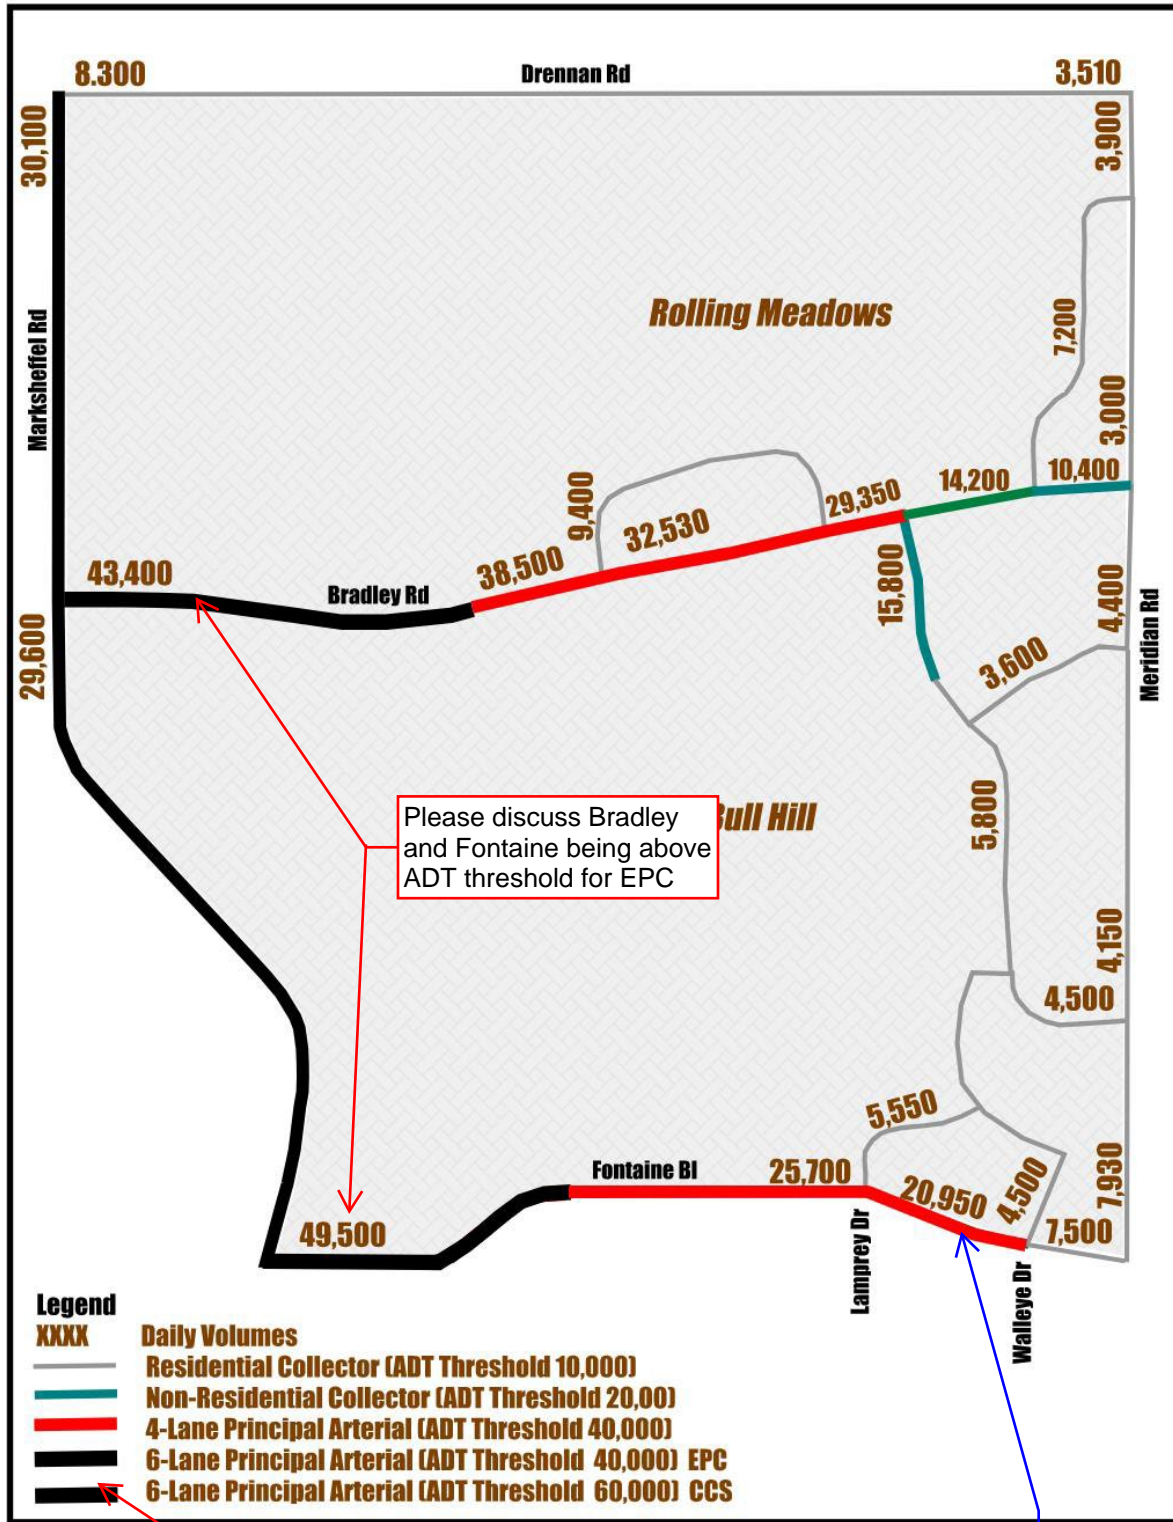 8.300
Drennan Rd
3,510
30,100
3,900
Marksheffel Rd
Rolling Meadows
7,200
3,000
10,400
14,200
29,350
9,400
32,530
38,500
15,800
43,400
Bradley Rd
4,400
Meridian Rd
29,600
3,600
Please discuss Bradley
and Fontaine being above
ADT threshold for EPC
Bull Hill
5,800
4,150
4,500
5,550
Fontaine Bl
25,700
20,950
4,500
7,930
49,500
7,500
Lamprey Dr
Walleye Dr
Legend
XXXX Daily Volumes
Residential Collector (ADT Threshold 10,000)
Non-Residential Collector (ADT Threshold 20,00)
4-Lane Principal Arterial (ADT Threshold 40,000)
6-Lane Principal Arterial (ADT Threshold 40,000) EPC
6-Lane Principal Arterial (ADT Threshold 60,000) CCS